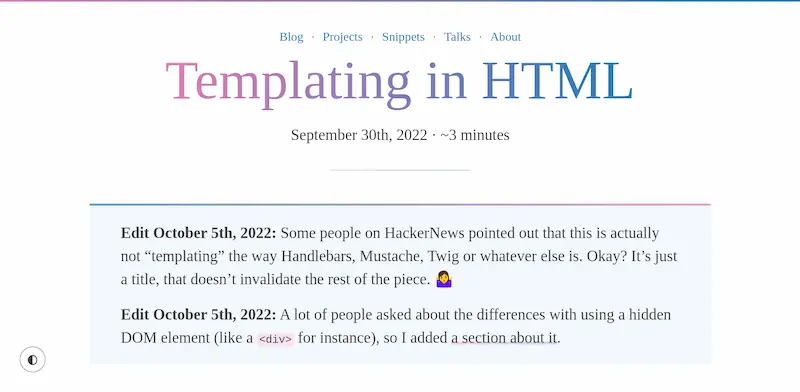 Blog · Projects · Snippets · Talks · About
Templating in HTML
September 30th, 2022 · ~3 minutes
Edit October 5th, 2022: Some people on HackerNews pointed out that this is actually
not “templating” the way Handlebars, Mustache, Twig or whatever else is. Okay? It’s just
a title, that doesn’t invalidate the rest of the piece. 🤷‍♀️
Edit October 5th, 2022: A lot of people asked about the differences with using a hidden
DOM element (like a <div> for instance), so I added a section about it.